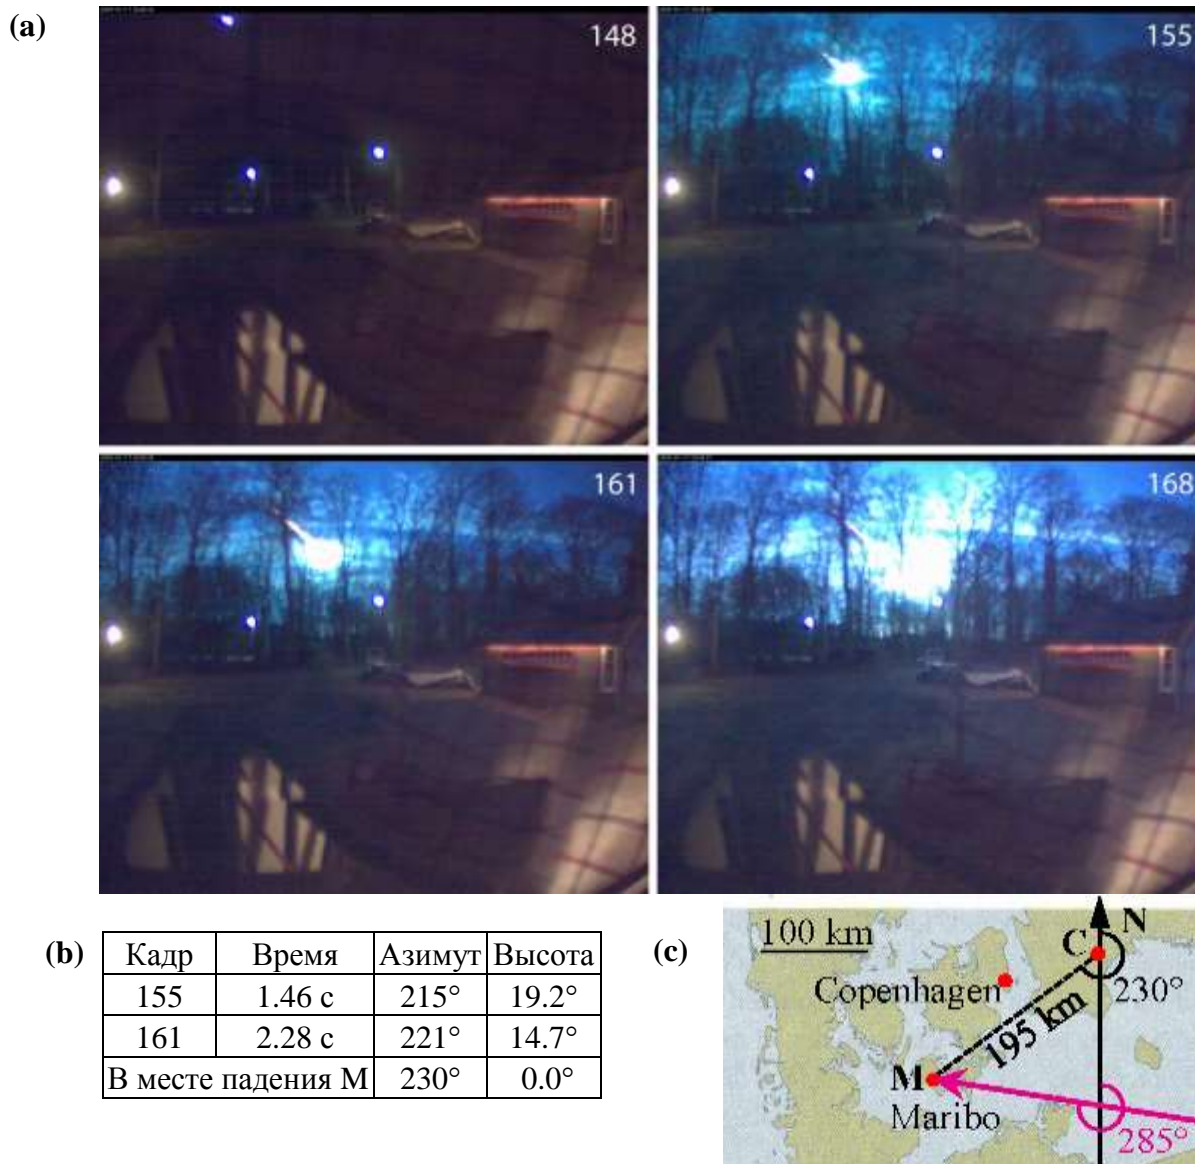 (a)
148
155
161
168
(b)
Кадр Время Азимут Высота
155 1.46 с 215° 19.2°
161 2.28 с 221° 14.7°
В месте падения M 230° 0.0°
(c)
100 km
N
C
Copenhagen
230°
195 km
M
Maribo
285°